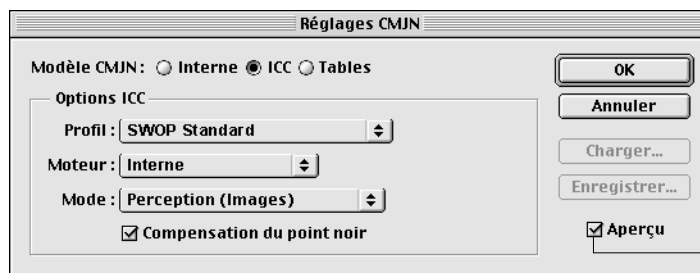 Réglages CMJN
Modèle CMJN: Interne ICC Tables
Options ICC
Profil : SWOP Standard
Moteur : Interne
Mode : Perception (Images)
Compensation du point noir
OK
Annuler
Charger...
Enregistrer...
Aperçu